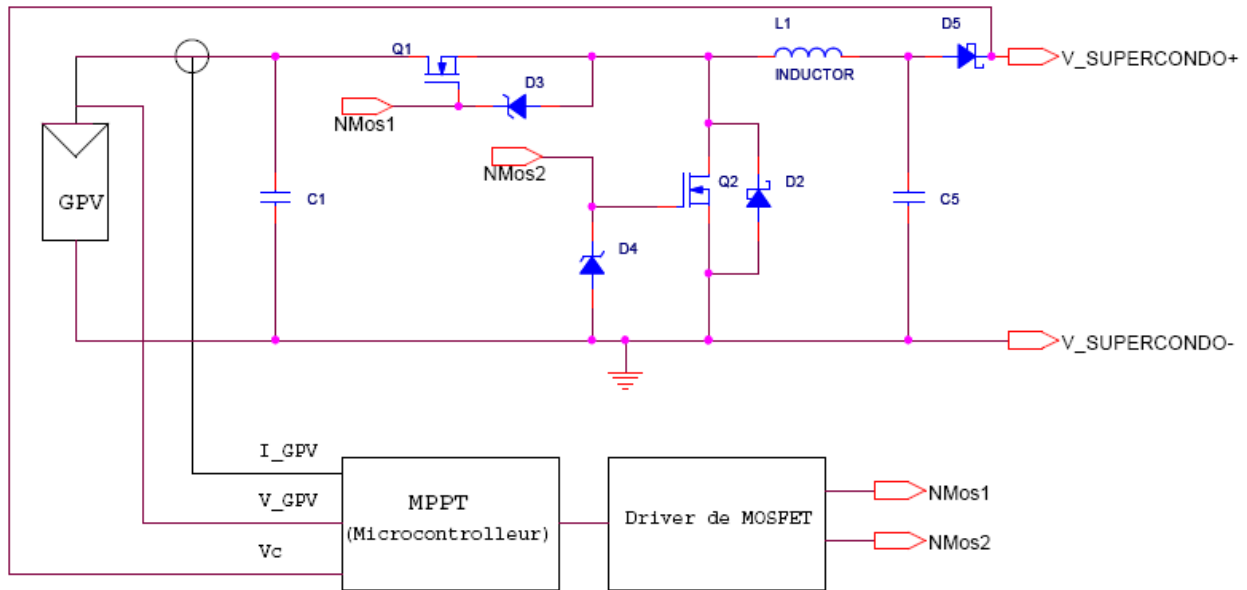 L1
D5
Q1
V_SUPERCONDO+
INDUCTOR
D3
NMos1
NMos2
Q2
D2
GPV
C1
C5
D4
V_SUPERCONDO-
I_GPV
V_GPV
MPPT
(Microcontrolleur)
Driver de MOSFET
NMos1
Vc
NMos2